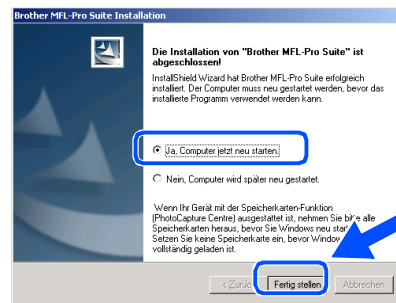 Brother MFL-Pro Suite Installation
Die Installation von "Brother MFL-Pro Suite" ist
abgeschlossen!
InstallShield Wizard hat Brother MFL-Pro Suite erfolgreich
installiert. Der Computer muss neu gestartet werden, bevor das
installierte Programm verwendet werden kann.
Ja, Computer jetzt neu starten.
Nein, Computer wird später neu gestartet.
Wenn Ihr Gerät mit der Speicherkarten-Funktion
(PhotoCapture Centre) ausgestattet ist, nehmen Sie bitte alle
Speicherkarten heraus, bevor Sie Windows neu
Setzen Sie keine Speicherkarte ein, bevor Window
vollständig geladen ist.
Fertig stellen
Abbrechen